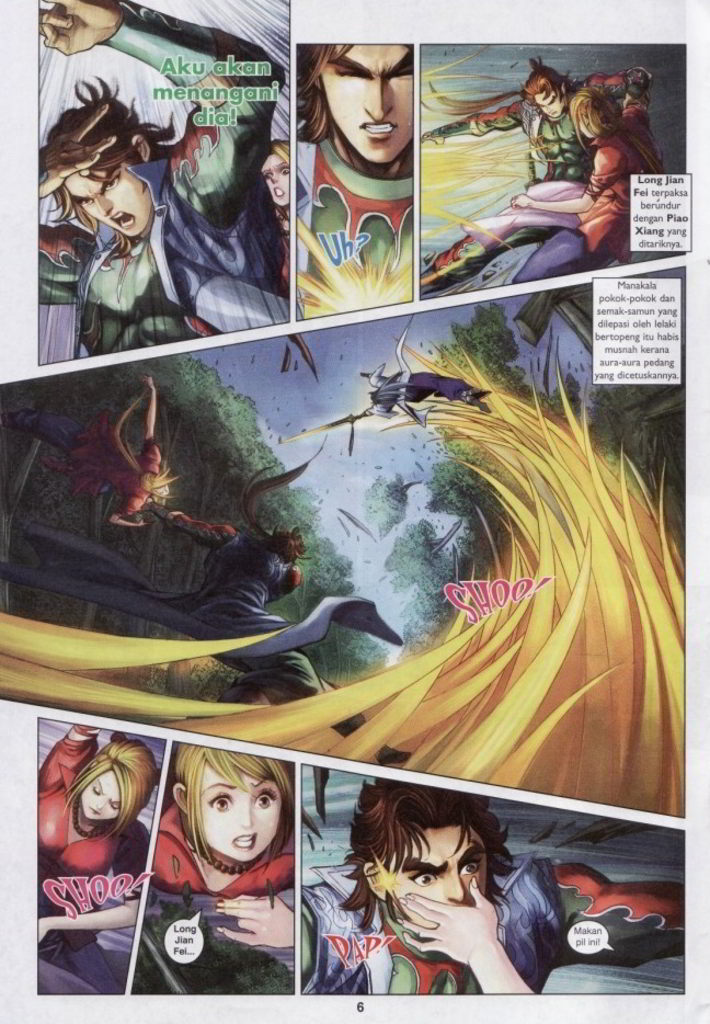 Aku akan
menangani
dia!
Uh?
Long Jian
Fei terpaksa
berundur
dengan Piao
Xiang yang
ditariknya.
Manakala
pokok-pokok dan
semak-samun yang
dilepasi oleh lelaki
bertopeng itu habis
musnah kerana
aura-aura pedang
yang dicetuskannya.
SHOO!
SHOO!
Long
Jian
Fei...
PAP!
Makan
pil ini!
6